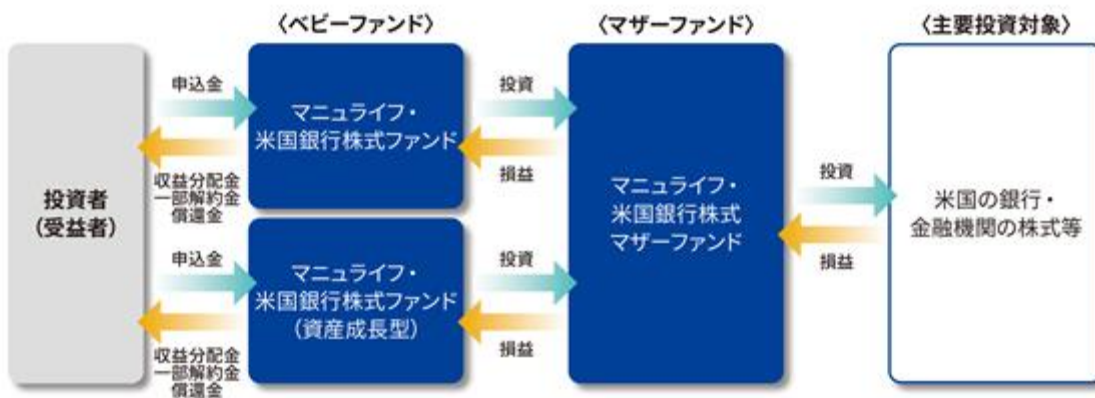 〈ベビーファンド〉
〈マザーファンド〉
〈主要投資対象〉
投資者
（受益者）
申込金
収益分配金
一部解約金
償還金
マニュライフ・
米国銀行株式ファンド
投資
損益
申込金
収益分配金
一部解約金
償還金
マニュライフ・
米国銀行株式ファンド
（資産成長型）
投資
損益
マニュライフ・
米国銀行株式
マザーファンド
投資
損益
米国の銀行・
金融機関の株式等